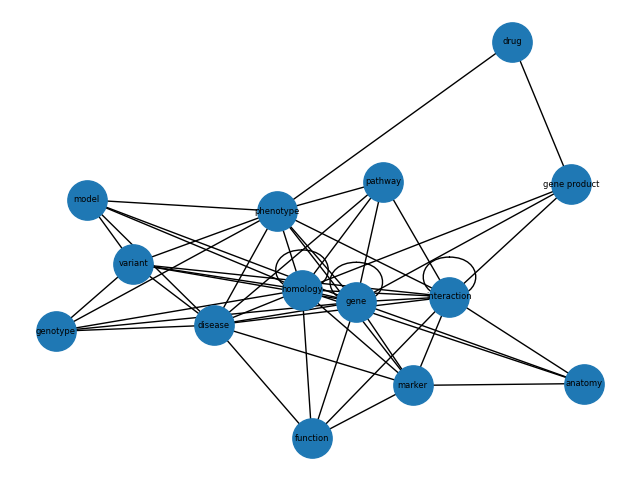 drug
pathway
gene product
model
phenotype
variant
homology
gene
interaction
genotype
disease
marker
anatomy
function